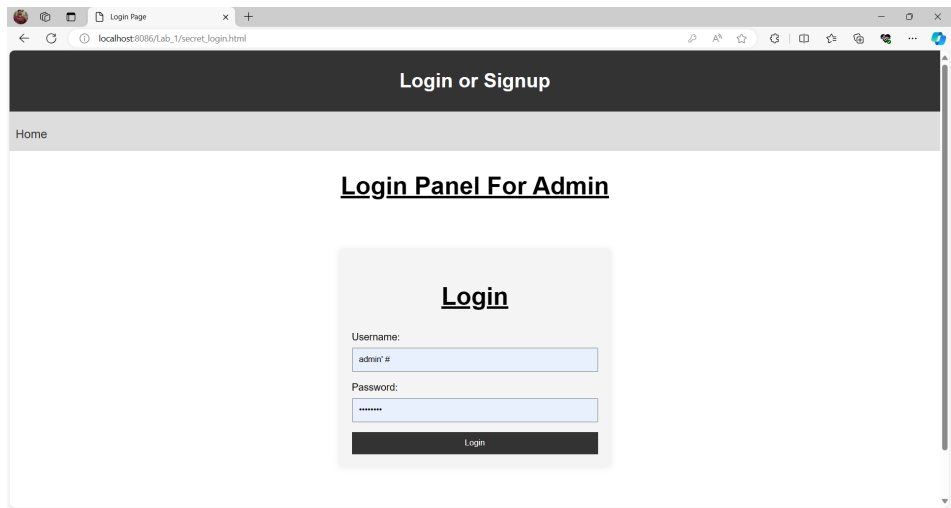 Login Page
localhost:8086/Lab_1/secret_login.html
Login or Signup
Home
Login Panel For Admin
Login
Username:
admin' #
Password:
••••••••
Login